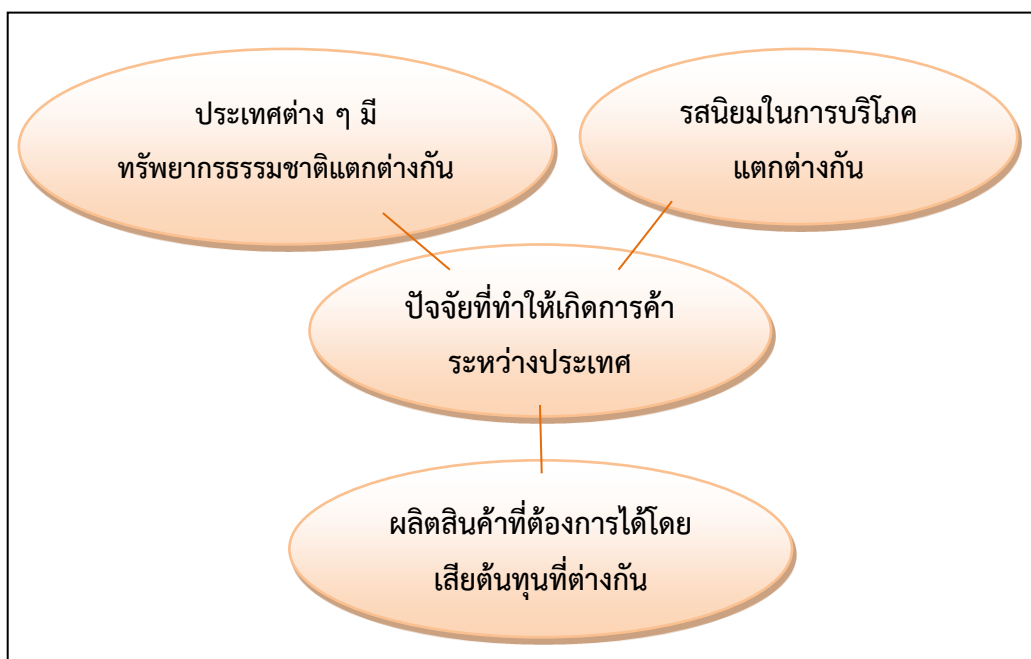 ประเทศต่าง ๆ มี
ทรัพยากรธรรมชาติแตกต่างกัน
รสนิยมในการบริโภค
แตกต่างกัน
ปัจจัยที่ทำให้เกิดการค้า
ระหว่างประเทศ
ผลิตสินค้าที่ต้องการได้โดย
เสียต้นทุนที่ต่างกัน